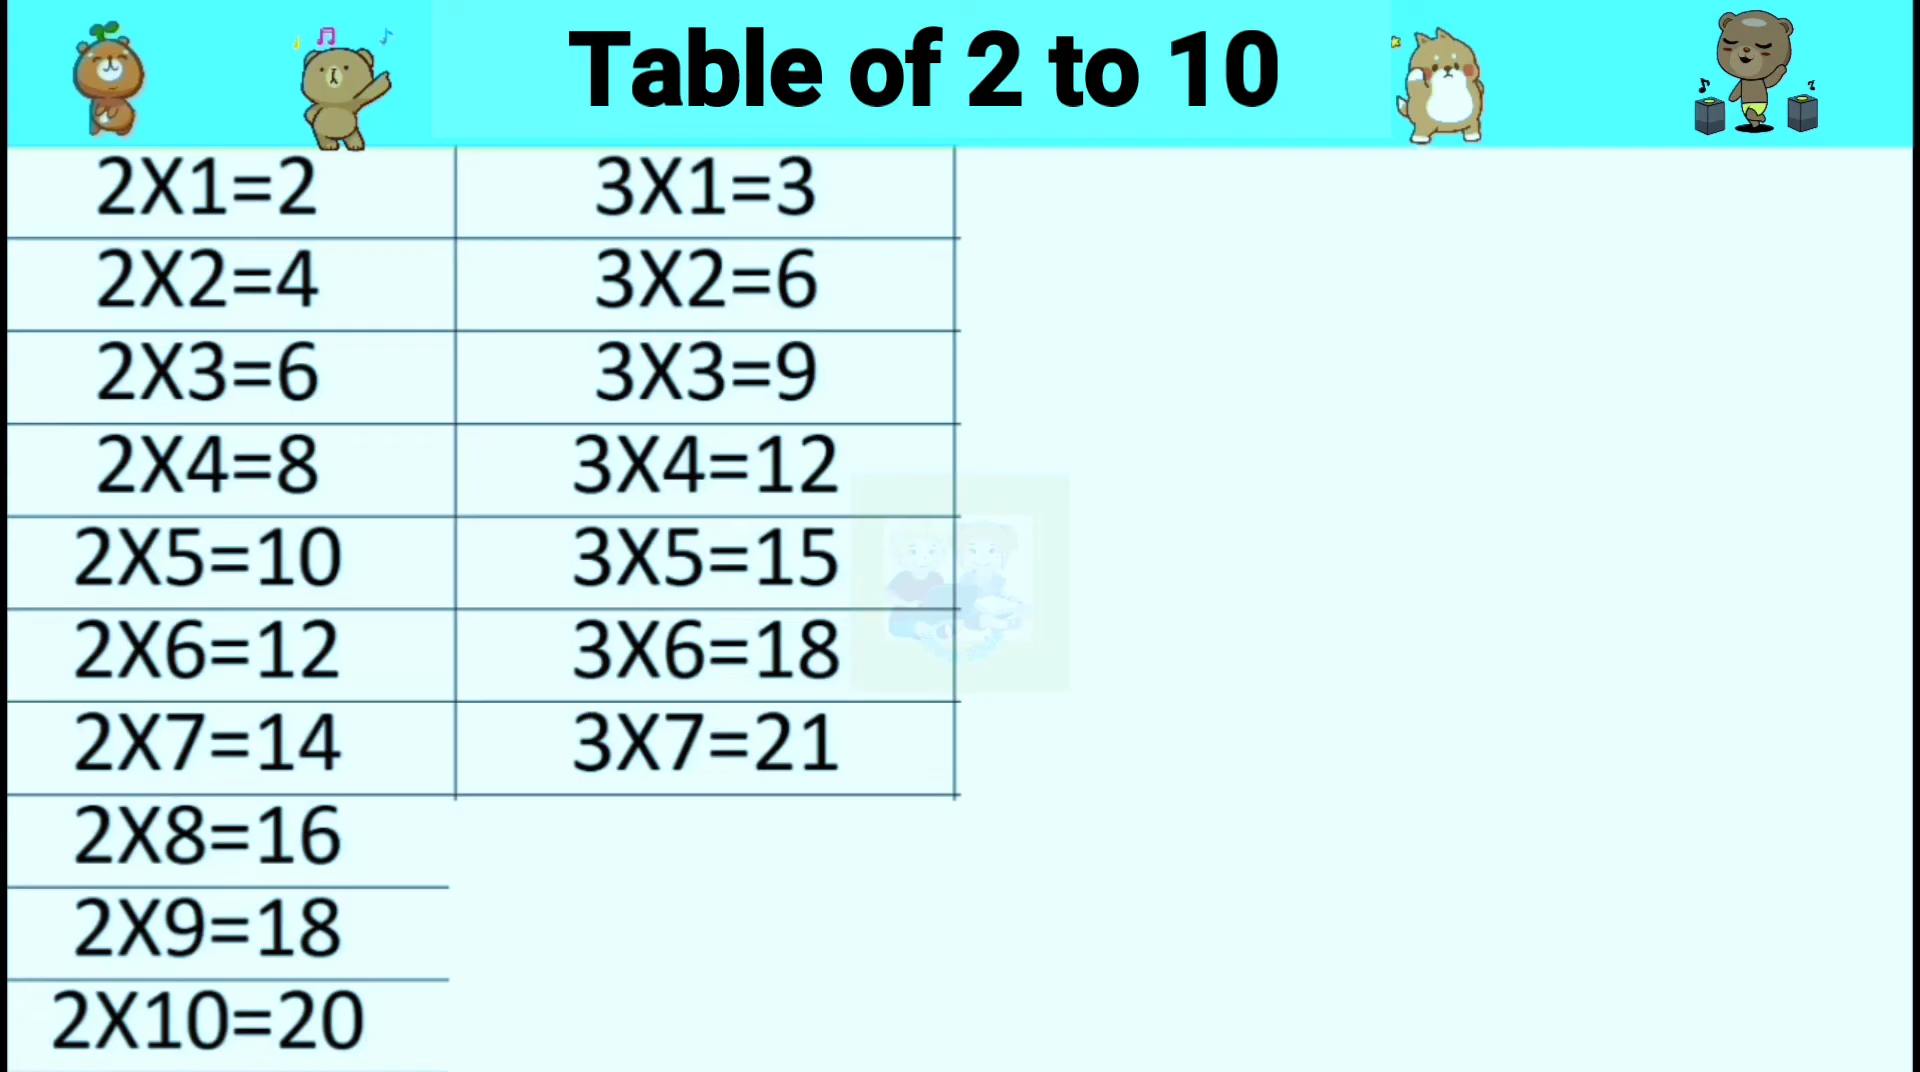 Table of 2 to 10
2X1=2
2X2=4
2X3=6
2X4=8
2X5=10
2X6=12
2X7=14
2X8=16
2X9=18
2X10=20
3X1=3
3X2=6
3X3=9
3X4=12
3X5=15
3X6=18
3X7=21